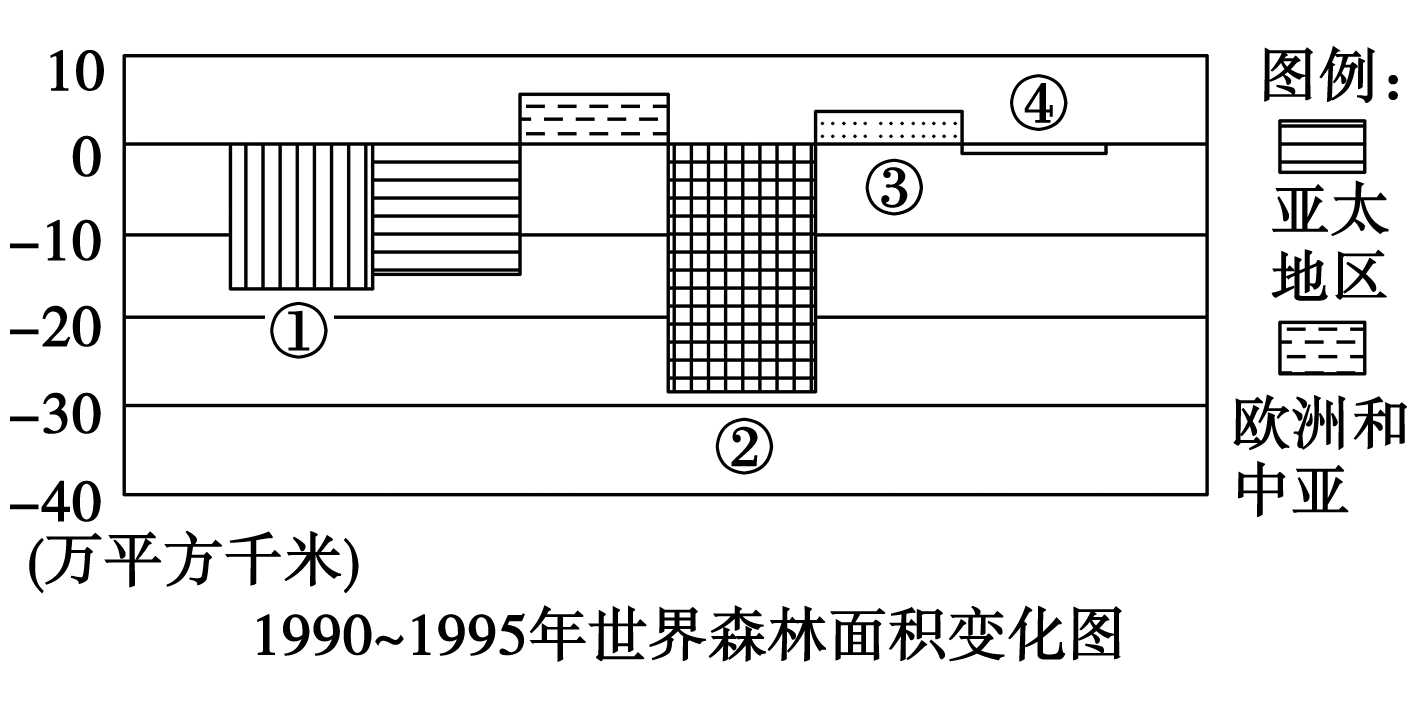 10
0
−10
−20
−30
−40
(万平方千米)
①
②
③
④
图例：
亚太
地区
欧洲和
中亚
1990~1995年世界森林面积变化图